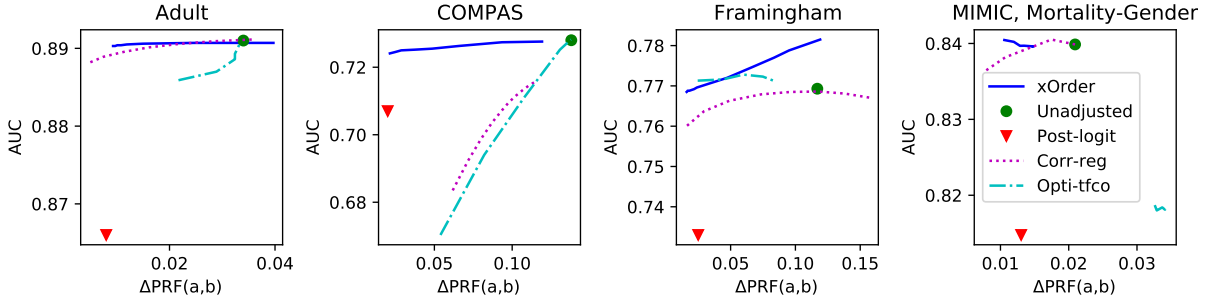 Adult
0.89
0.88
0.87
AUC
0.02
0.04
ΔPRF(a,b)
COMPAS
0.72
0.70
0.68
AUC
0.05
0.10
ΔPRF(a,b)
Framingham
0.78
0.77
0.76
0.75
0.74
AUC
0.05
0.10
0.15
ΔPRF(a,b)
MIMIC, Mortality-Gender
0.84
0.83
0.82
AUC
xOrder
Unadjusted
Post-logit
Corr-reg
Opti-tfco
0.01
0.02
0.03
ΔPRF(a,b)